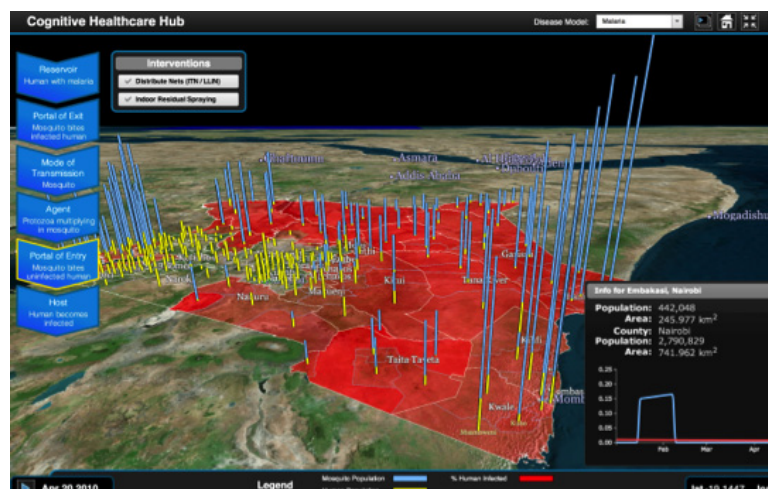 Cognitive Healthcare Hub
Disease Model:
Malaria
Interventions
Distribute Nets (ITN / LLIN)
Indoor Residual Spraying
Reservoir
Human with malaria
Portal of Exit
Mosquito bites
infected human
Mode of
Transmission
Mosquito
Agent
Protozoa multiplying
in mosquito
Portal of Entry
Mosquito bites
uninfected human
Host
Human becomes
infected
Asmara
Addis Ababa
Mogadishu
Garissa
Kitui
Tana River
Nakuru
Narok
Kilifi
Taita-Taveta
Kwale
Info for Embakasi, Nairobi
Population: 442,048
Area: 245.977 km²
County: Nairobi
Population: 2,790,829
Area: 741.962 km²
0.25
0.20
0.15
0.10
0.05
0.00
Feb
Mar
Apr
Apr 20 2010
Legend
Mosquito Population
% Human Infected